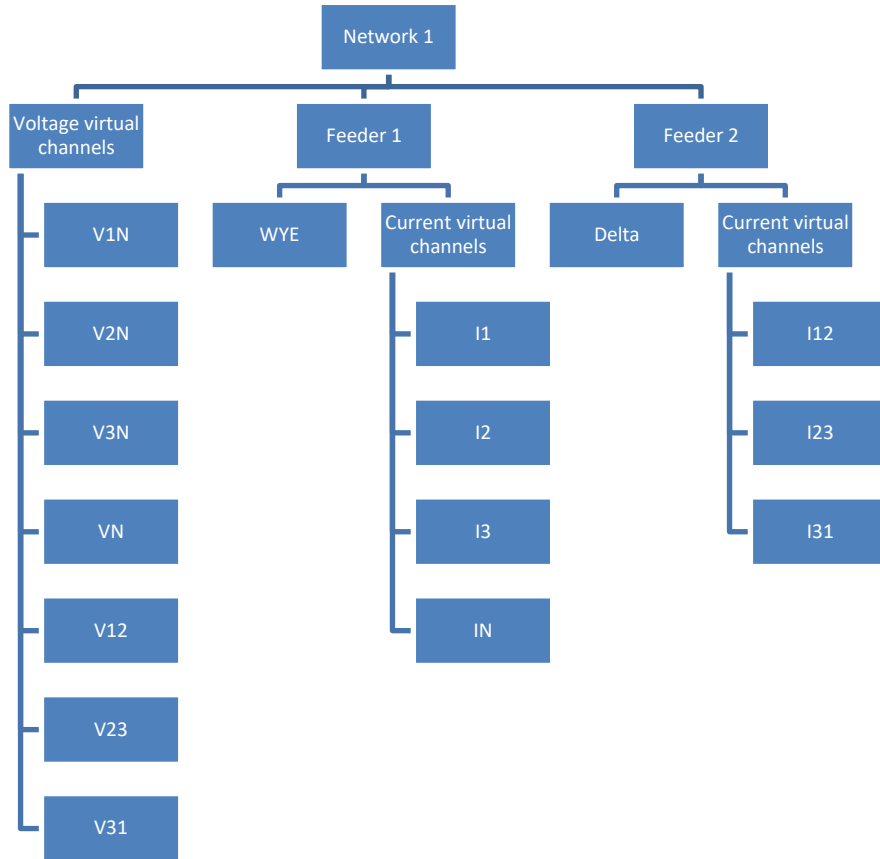 Network 1
Voltage virtual
channels
Feeder 1
Feeder 2
V1N
WYE
Current virtual
channels
Delta
Current virtual
channels
V2N
I1
I12
V3N
I2
I23
VN
I3
I31
V12
IN
V23
V31